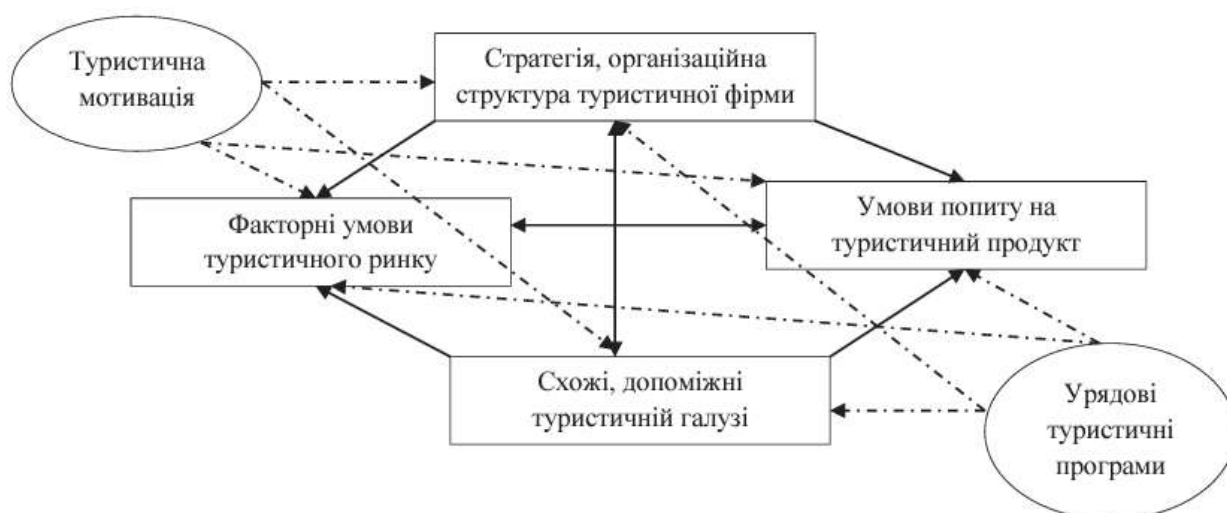 Туристична
мотивація
Стратегія, організаційна
структура туристичної фірми
Факторні умови
туристичного ринку
Умови попиту на
туристичний продукт
Схожі, допоміжні
туристичній галузі
Урядові
туристичні
програми